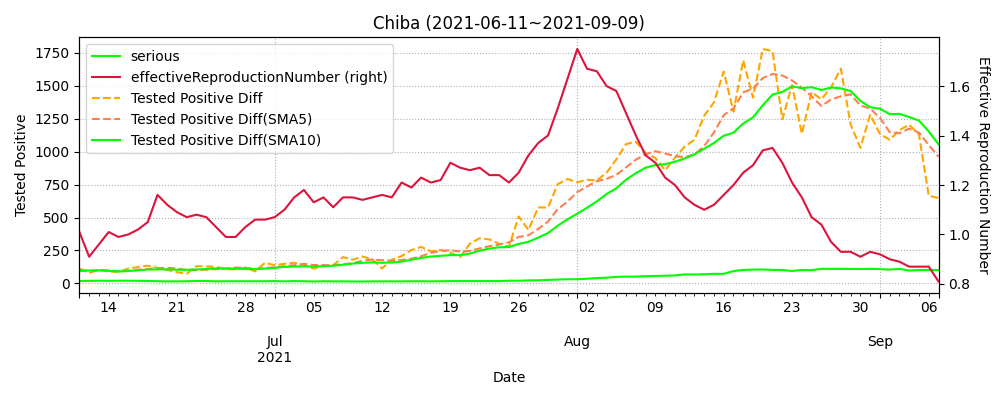 Chiba (2021-06-11~2021-09-09)
serious
effectiveReproductionNumber (right)
Tested Positive Diff
Tested Positive Diff(SMA5)
Tested Positive Diff(SMA10)
Tested Positive
1750
1500
1250
1000
750
500
250
0
Effective Reproduction Number
1.6
1.4
1.2
1.0
0.8
14 21 28 05 12 19 26 02 09 16 23 30 06
Jul Aug Sep
2021
Date